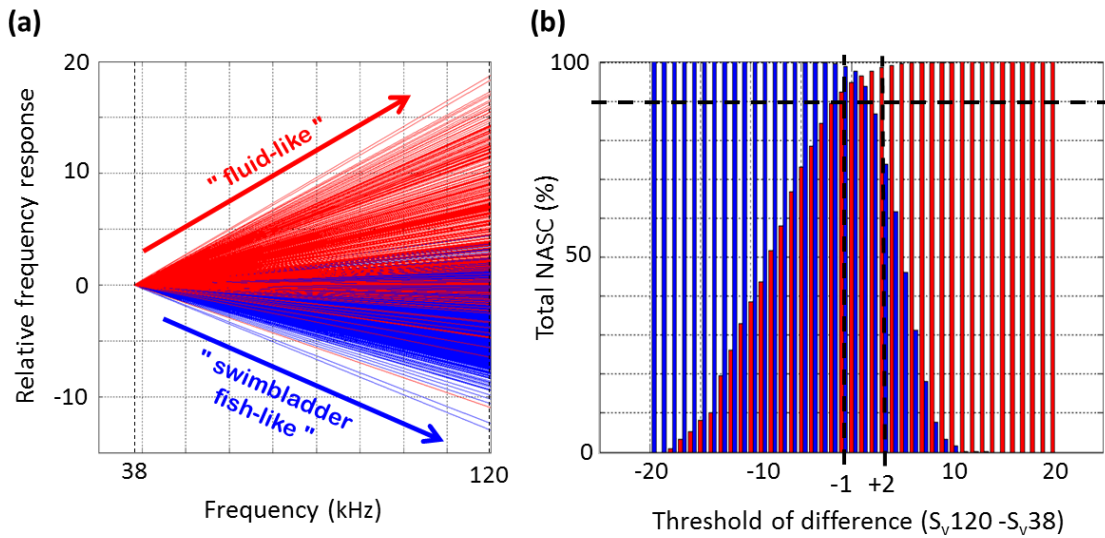 (a)
(b)
Relative frequency response
20
10
0
-10
" fluid-like "
" swimbladder
fish-like "
38
120
Frequency (kHz)
Total NASC (%)
100
50
0
-20
-10
-1
+2
10
20
Threshold of difference (Sv120 -Sv38)